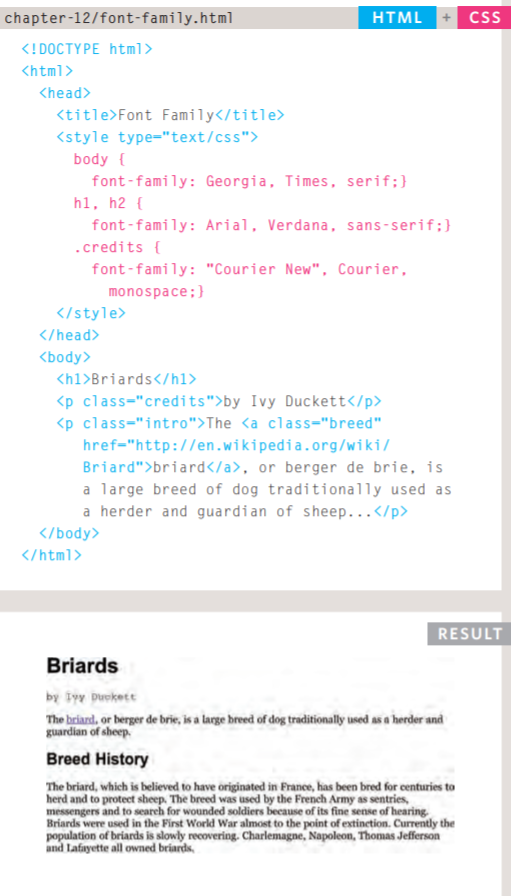 chapter-12/font-family.html HTML + CSS
<!DOCTYPE html>
<html>
<head>
<title>Font Family</title>
<style type="text/css">
body {
font-family: Georgia, Times, serif;}
h1, h2 {
font-family: Arial, Verdana, sans-serif;}
.credits {
font-family: "Courier New", Courier,
monospace;}
</style>
</head>
<body>
<h1>Briards</h1>
<p class="credits">by Ivy Duckett</p>
<p class="intro">The <a class="breed"
href="http://en.wikipedia.org/wiki/
Briard">briard</a>, or berger de brie, is
a large breed of dog traditionally used as
a herder and guardian of sheep...</p>
</body>
</html>
RESULT
Briards
by Ivy Duckett
The briard, or berger de brie, is a large breed of dog traditionally used as a herder and
guardian of sheep.
Breed History
The briard, which is believed to have originated in France, has been bred for centuries to
herd and to protect sheep. The breed was used by the French Army as sentries,
messengers and to search for wounded soldiers because of its fine sense of hearing.
Briards were used in the First World War almost to the point of extinction. Currently the
population of briards is slowly recovering. Charlemagne, Napoleon, Thomas Jefferson
and Lafayette all owned briards.